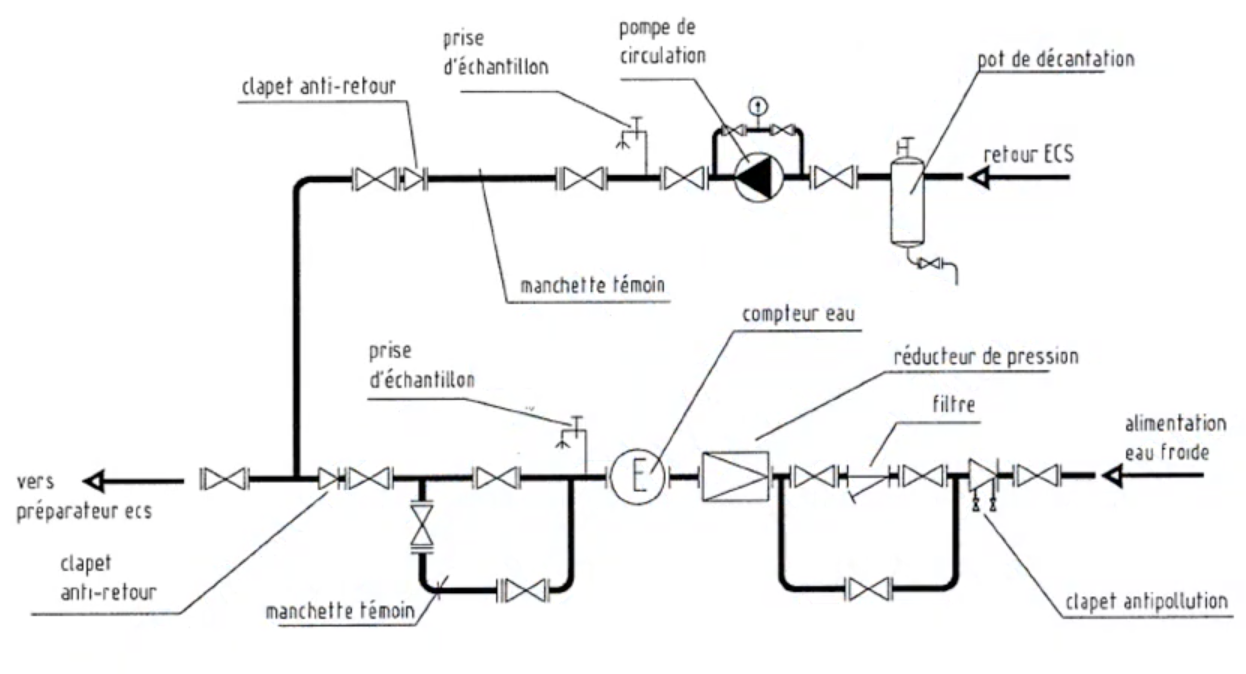 pompe de
circulation
prise
d'échantillon
clapet anti-retour
pot de décantation
retour ECS
manchette témoin
compteur eau
prise
d'échantillon
réducteur de pression
filtre
alimentation
eau froide
E
vers
préparateur ecs
clapet
anti-retour
manchette témoin
clapet antipollution